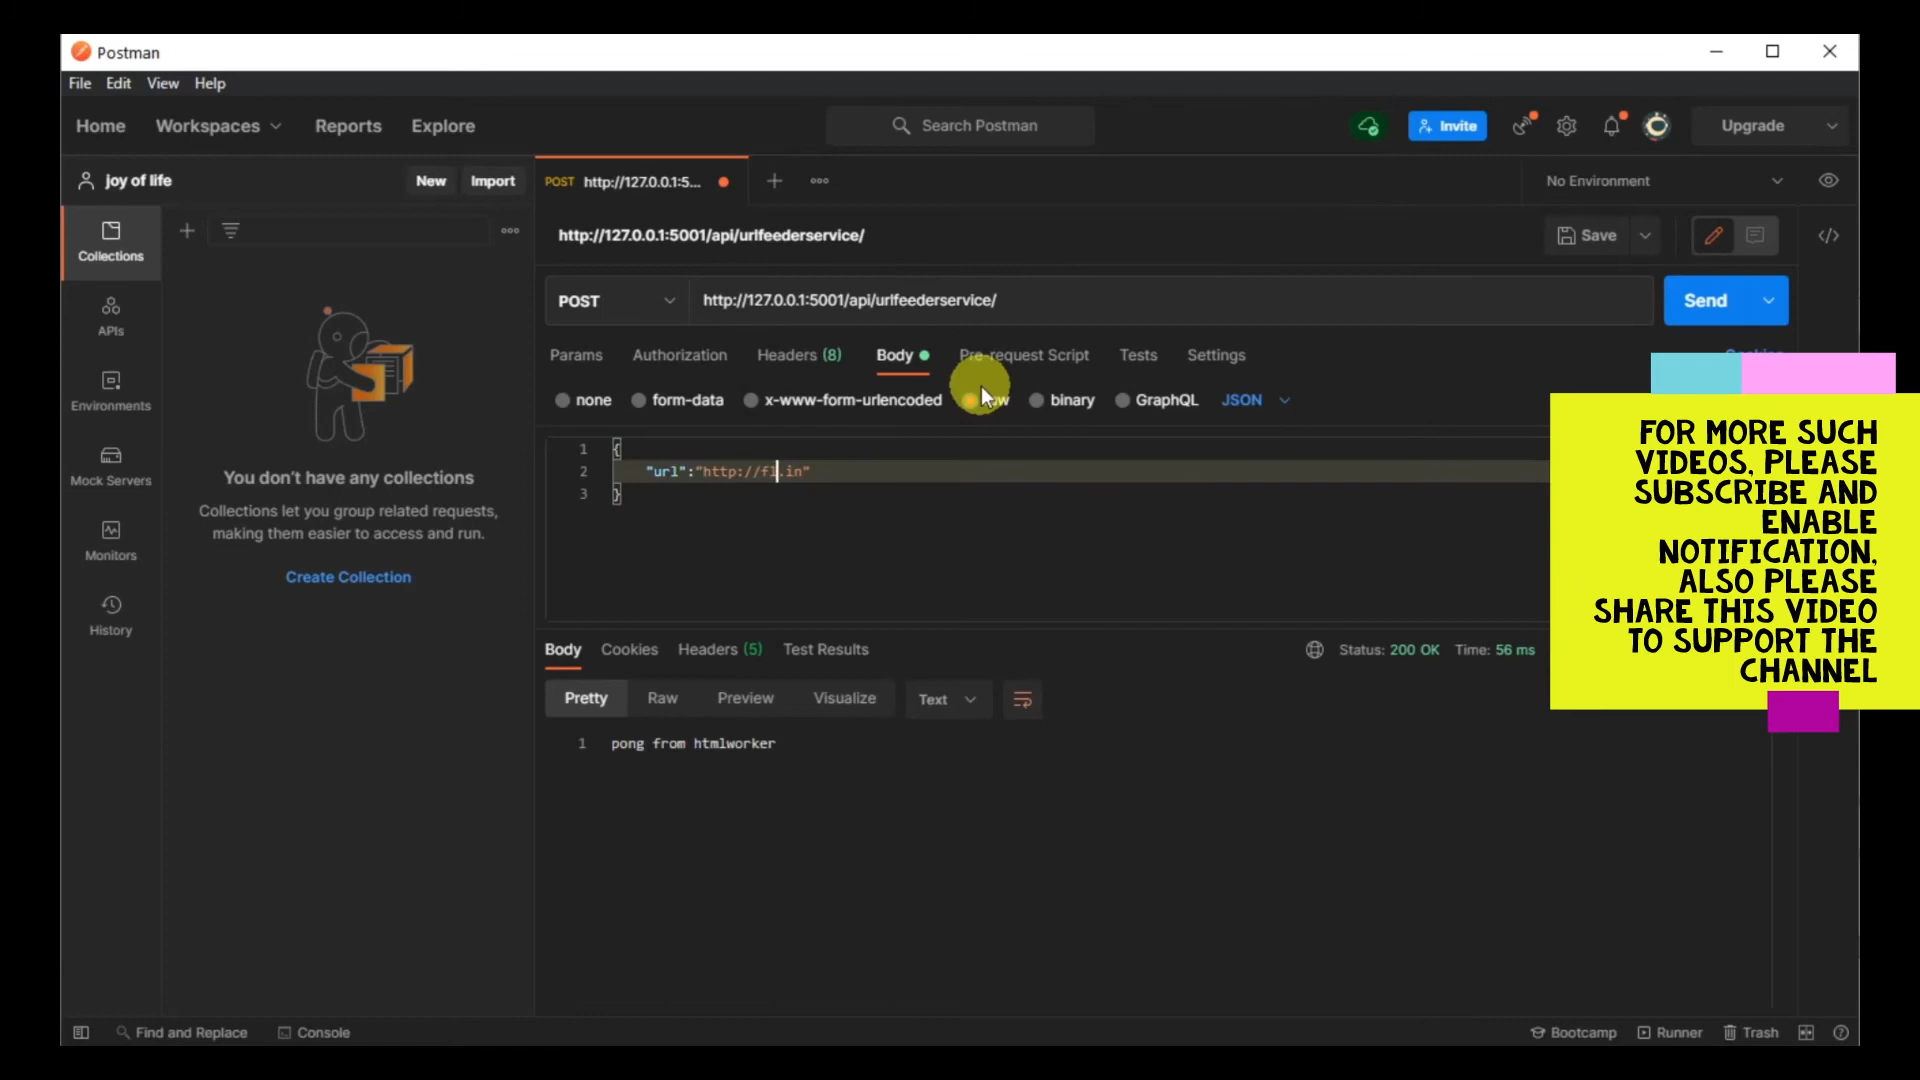 Postman
File Edit View Help
Home Workspaces Reports Explore Search Postman Invite Upgrade
joy of life New Import
POST http://127.0.0.1:5... No Environment
http://127.0.0.1:5001/api/urlfeederservice/ Save
POST http://127.0.0.1:5001/api/urlfeederservice/ Send
Params Authorization Headers (8) Body Pre-request Script Tests Settings
none form-data x-www-form-urlencoded binary GraphQL JSON
1 {
2 "url":"http://fl.in"
3 }
Collections
APIs
Environments
Mock Servers
Monitors
History
You don't have any collections
Collections let you group related requests,
making them easier to access and run.
Create Collection
Body Cookies Headers (5) Test Results Status: 200 OK Time: 56 ms
Pretty Raw Preview Visualize Text
1 pong from htmlworker
FOR MORE SUCH
VIDEOS, PLEASE
SUBSCRIBE AND
ENABLE
NOTIFICATION,
ALSO PLEASE
SHARE THIS VIDEO
TO SUPPORT THE
CHANNEL
Find and Replace Console Bootcamp Runner Trash